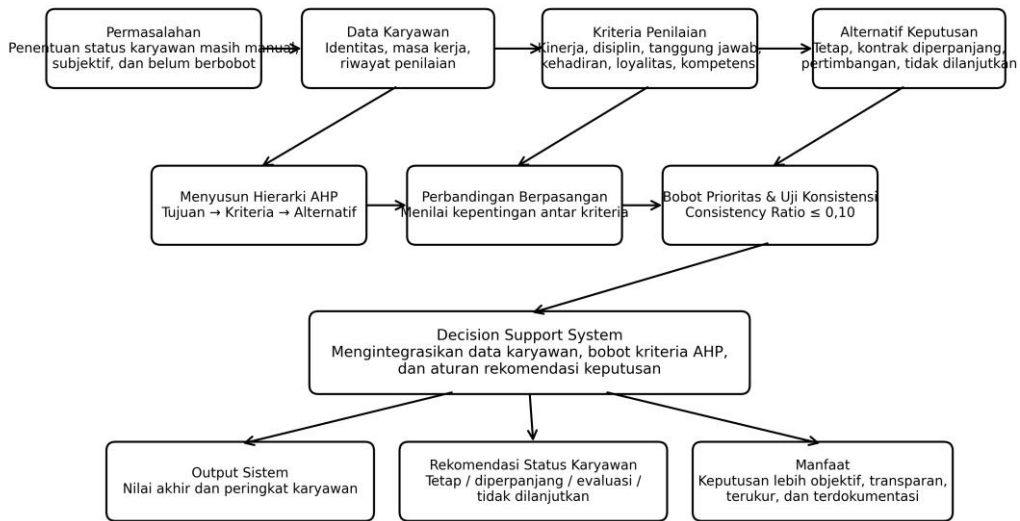 Permasalahan
Penentuan status karyawan masih manual,
subjektif, dan belum berbobot
Data Karyawan
Identitas, masa kerja,
riwayat penilaian
Kriteria Penilaian
Kinerja, disiplin, tanggung jawab,
kehadiran, loyalitas, kompetensi
Alternatif Keputusan
Tetap, kontrak diperpanjang,
pertimbangan, tidak dilanjutkan
Menyusun Hierarki AHP
Tujuan → Kriteria → Alternatif
Perbandingan Berpasangan
Menilai kepentingan antar kriteria
Bobot Prioritas & Uji Konsistensi
Consistency Ratio ≤ 0,10
Decision Support System
Mengintegrasikan data karyawan, bobot kriteria AHP,
dan aturan rekomendasi keputusan
Output Sistem
Nilai akhir dan peringkat karyawan
Rekomendasi Status Karyawan
Tetap / diperpanjang / evaluasi /
tidak dilanjutkan
Manfaat
Keputusan lebih objektif, transparan,
terukur, dan terdokumentasi